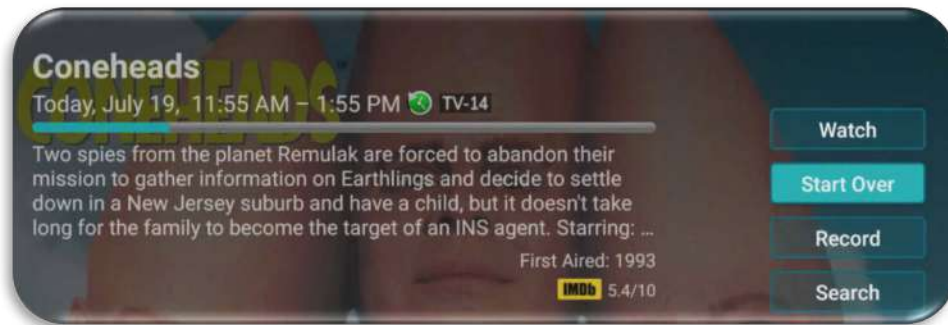 Coneheads
CONEHEADS
Today, July 19, 11:55 AM – 1:55 PM TV-14
Two spies from the planet Remulak are forced to abandon their
mission to gather information on Earthlings and decide to settle
down in a New Jersey suburb and have a child, but it doesn't take
long for the family to become the target of an INS agent. Starring: ...
First Aired: 1993
IMDb 5.4/10
Watch
Start Over
Record
Search